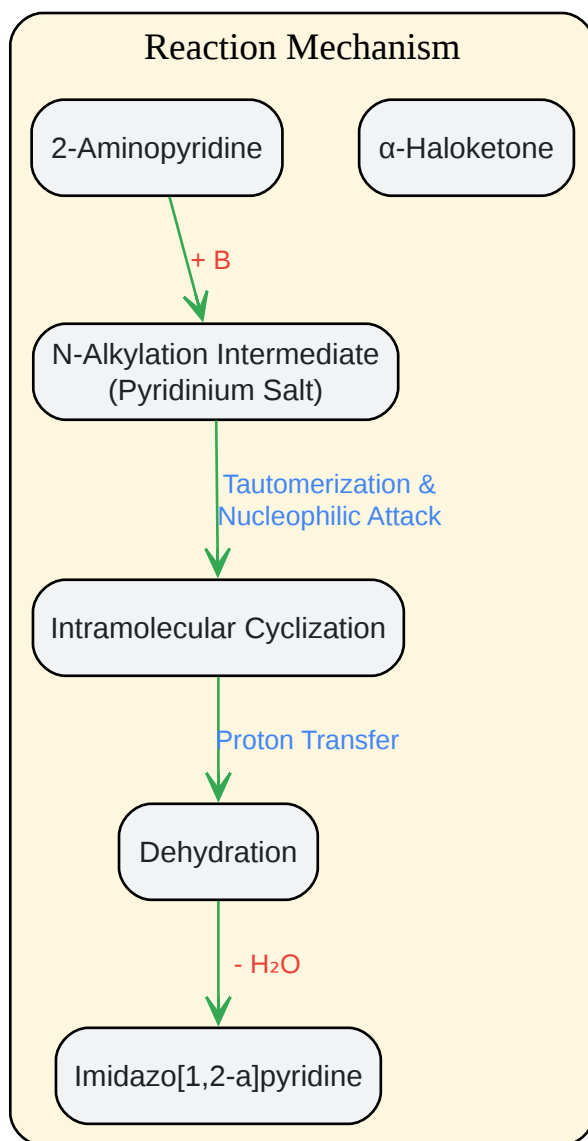 Reaction Mechanism
2-Aminopyridine
α-Haloketone
+ B
N-Alkylation Intermediate
(Pyridinium Salt)
Tautomerization &
Nucleophilic Attack
Intramolecular Cyclization
Proton Transfer
Dehydration
- H₂O
Imidazo[1,2-a]pyridine